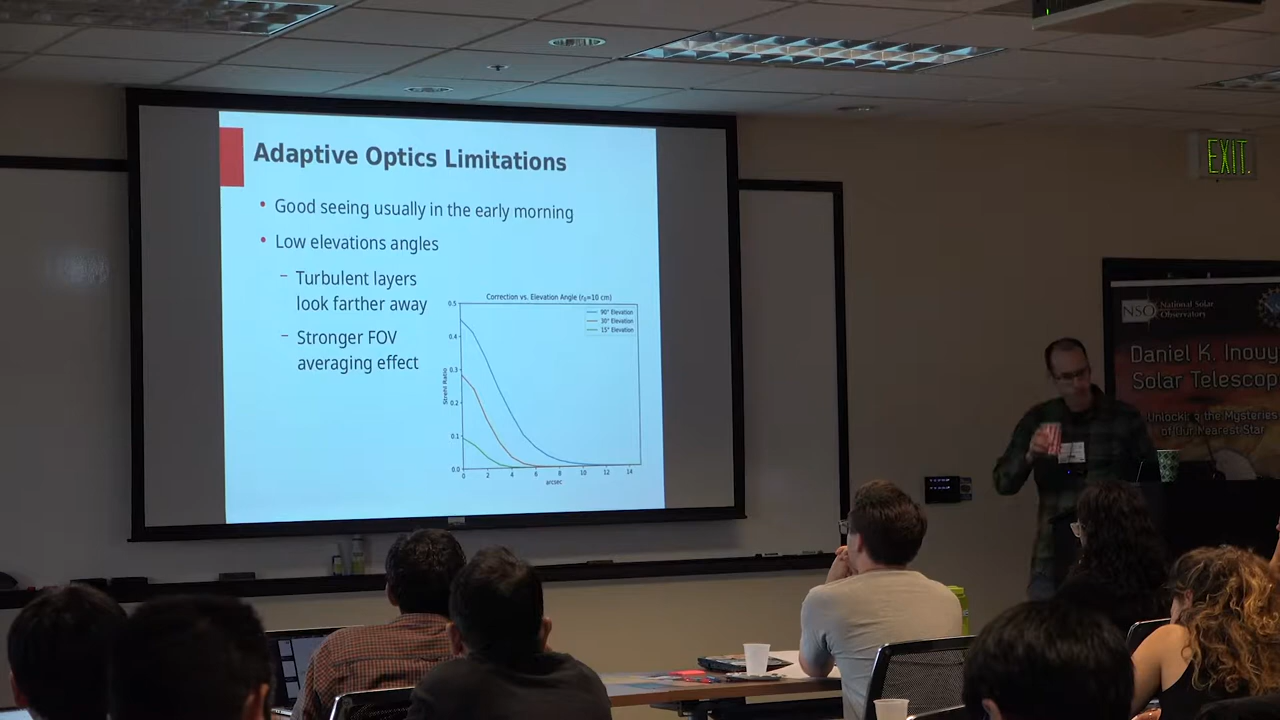 Adaptive Optics Limitations
• Good seeing usually in the early morning
• Low elevations angles
– Turbulent layers
look farther away
– Stronger FOV
averaging effect
Correction vs. Elevation Angle (r₀=10 cm)
90° Elevation
30° Elevation
15° Elevation
Strehl Ratio
0.5
0.4
0.3
0.2
0.1
0.0
0 2 4 6 8 10 12 14
arcsec
EXIT
NSO National Solar
Observatory
Daniel K. Inouy
Solar Telescop
Unlocking the Mysteries
of Our Nearest Star